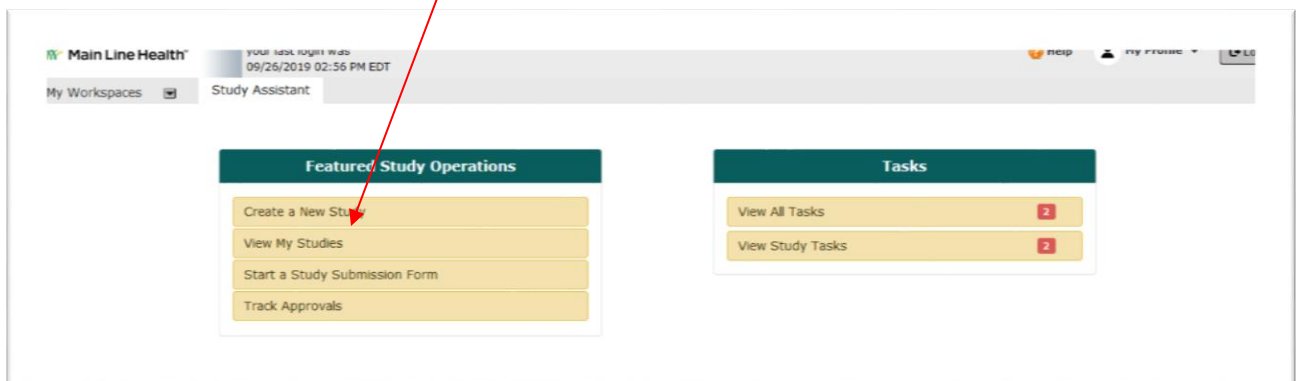 Main Line Health
your last login was
09/26/2019 02:56 PM EDT
Help
My Profile
My Workspaces
Study Assistant
Featured Study Operations
Create a New Study
View My Studies
Start a Study Submission Form
Track Approvals
Tasks
View All Tasks 2
View Study Tasks 2